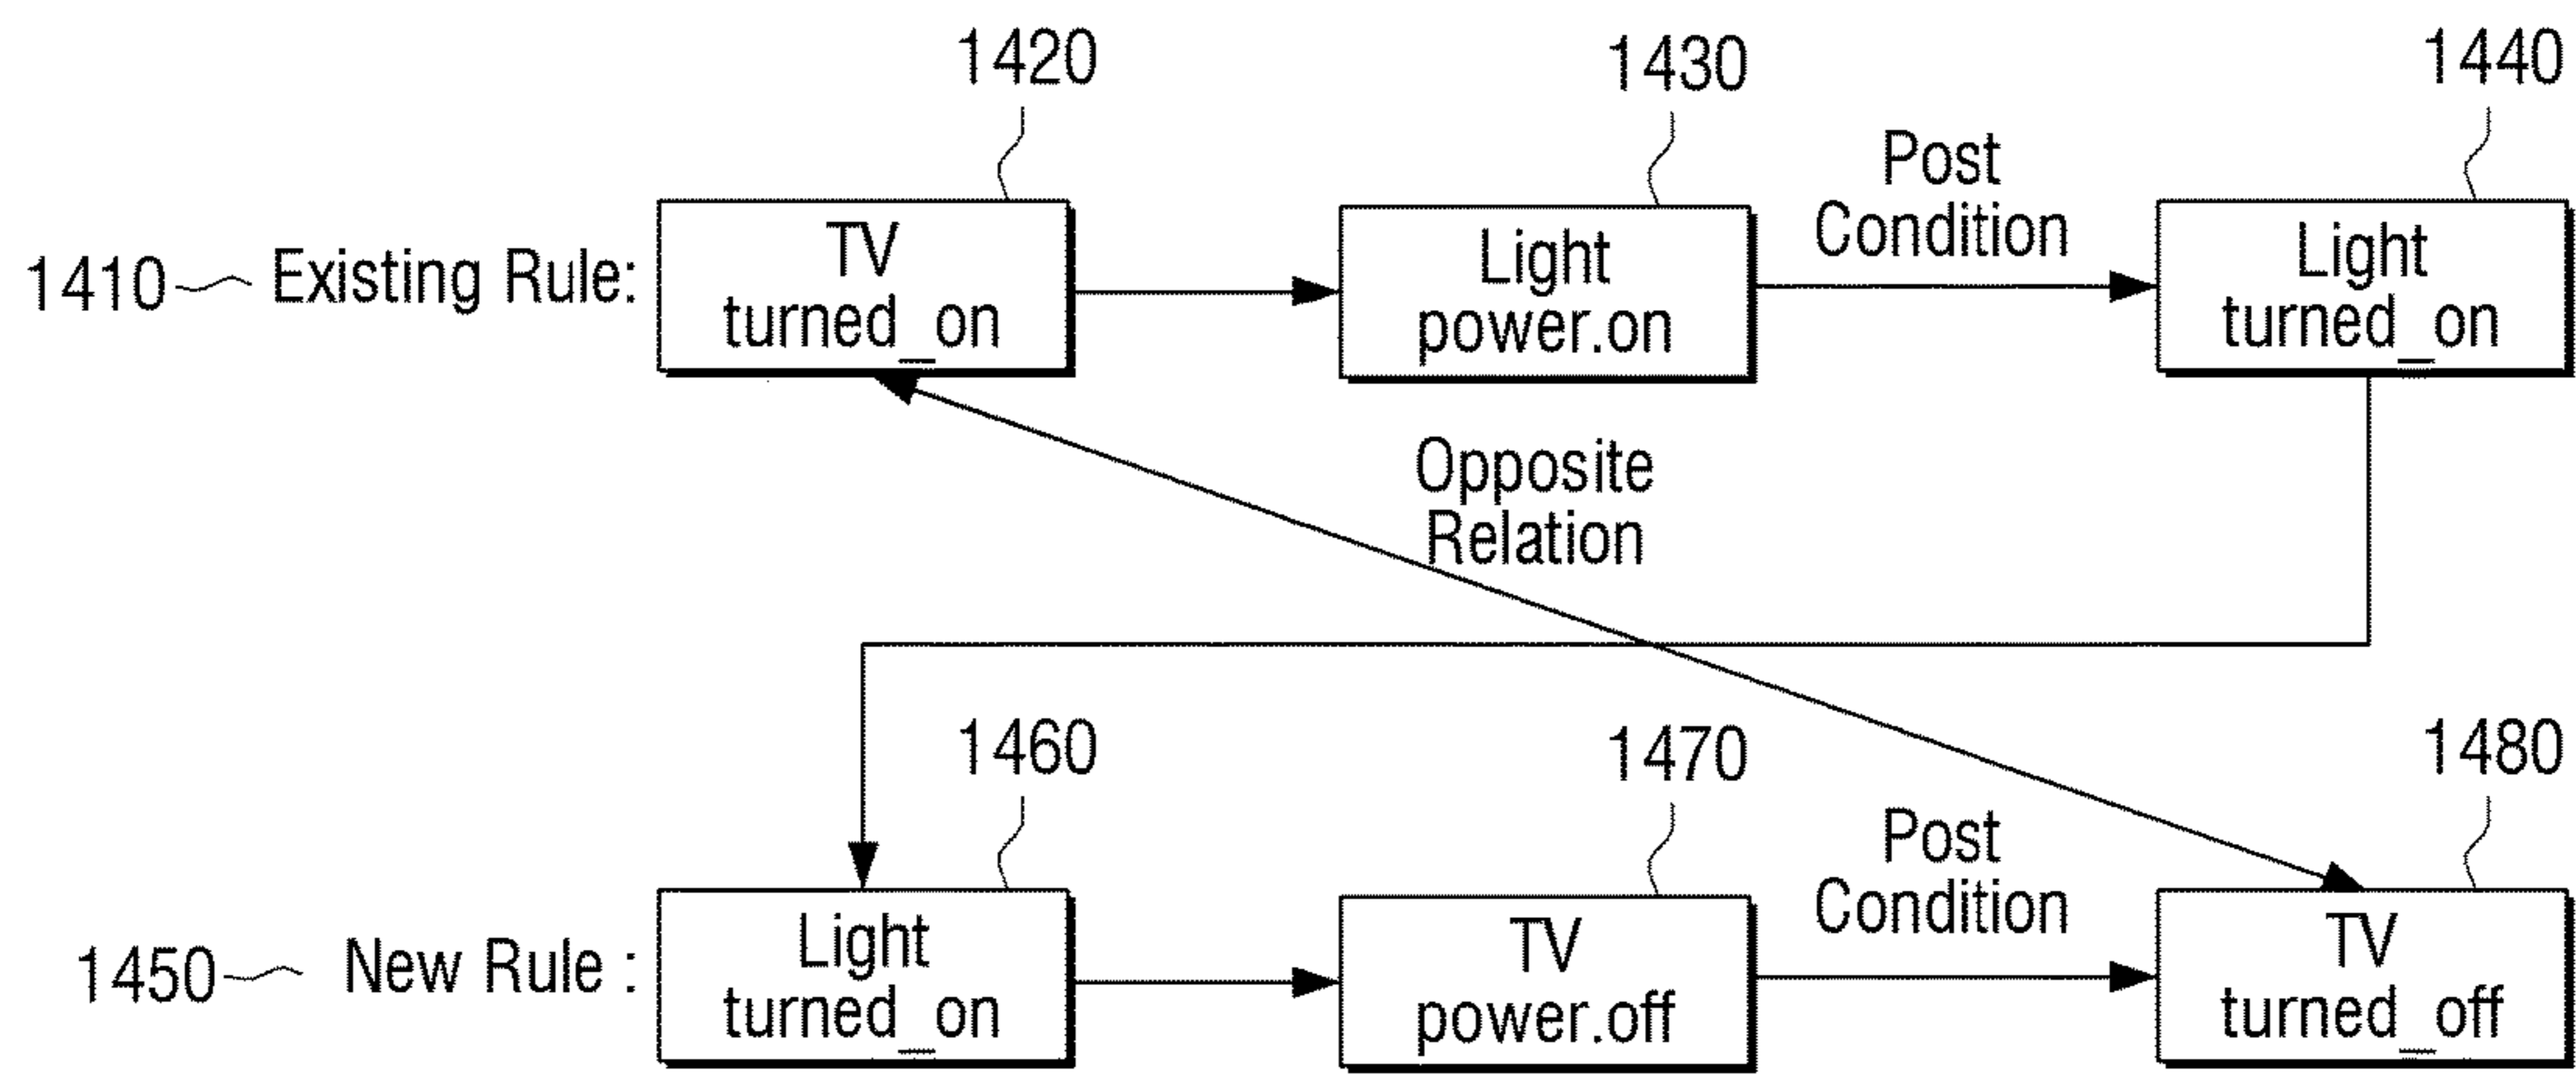 1420
1430
1440
1410
Existing Rule:
TV
turned_on
Light
power.on
Post
Condition
Light
turned_on
Opposite
Relation
1460
1470
1480
1450
New Rule :
Light
turned_on
TV
power.off
Post
Condition
TV
turned_off